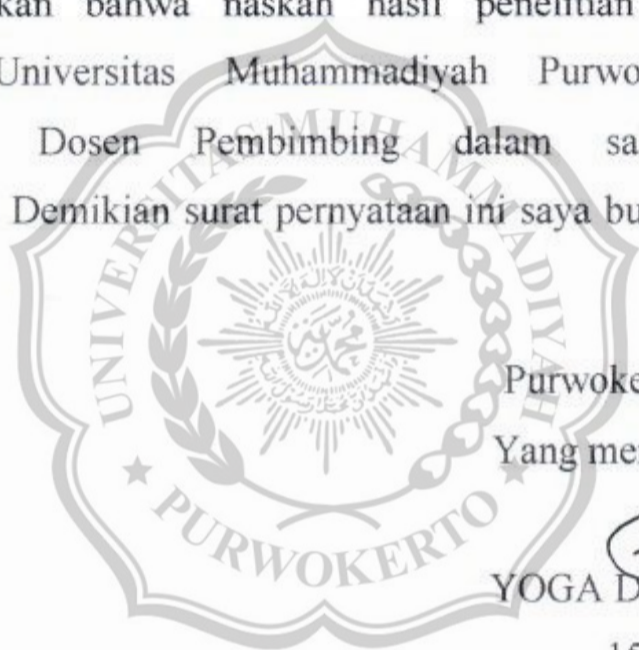 kan bahwa naskah hasil penelitian
Universitas Muhammadiyah Purwo
Dosen Pembimbing dalam sa
Demikian surat pernyataan ini saya bu
UNIVERSITAS MUHAMMADIYAH
PURWOKERTO
Purwoke
Yang me
YOGA D